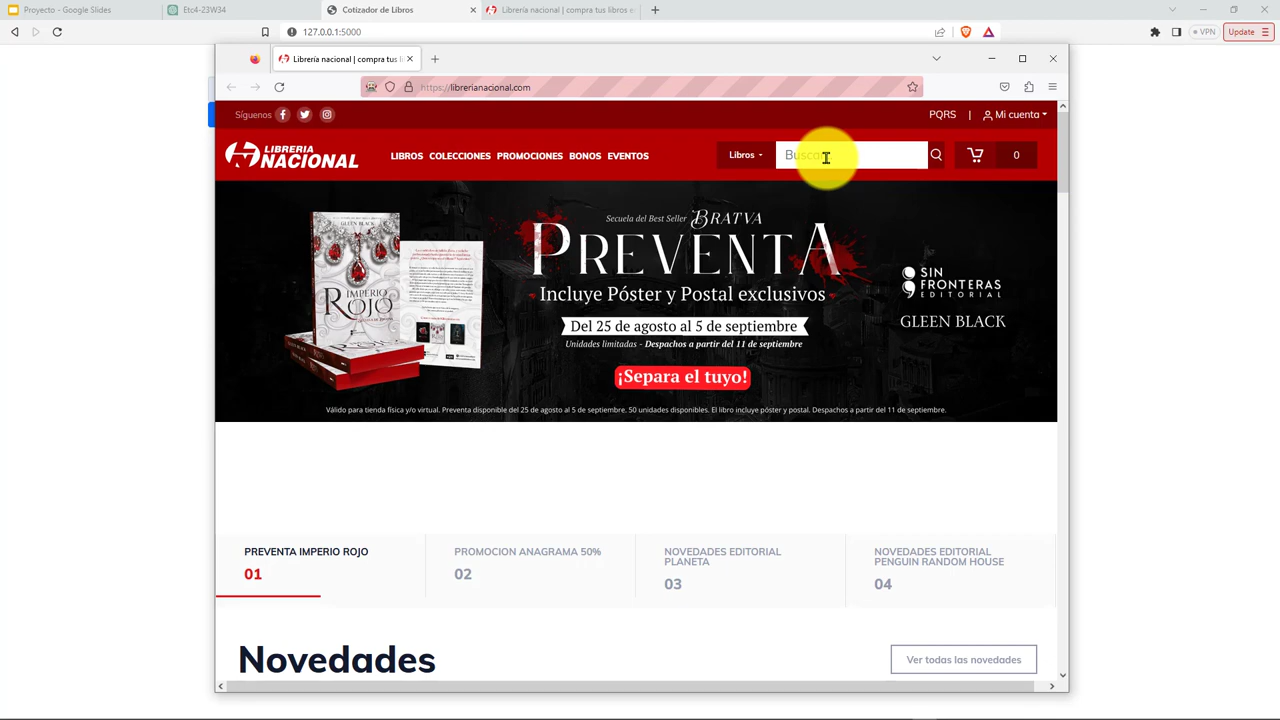 Proyecto - Google Slides
Etc4-23W34
Cotizador de Libros
Librería nacional | compra tus libros e
127.0.0.1:5000
VPN
Update
Librería nacional | compra tus l
https://librerianacional.com
Síguenos
PQRS | Mi cuenta
LIBRERIA
NACIONAL
LIBROS COLECCIONES PROMOCIONES BONOS EVENTOS
Libros
0
Secuela del Best Seller BRATVA
PREVENTA
Incluye Póster y Postal exclusivos
Del 25 de agosto al 5 de septiembre
Unidades limitadas - Despachos a partir del 11 de septiembre
¡Separa el tuyo!
GLEEN BLACK
IMPERIO
ROJO
SIN
FRONTERAS
EDITORIAL
GLEEN BLACK
Válido para tienda física y/o virtual. Preventa disponible del 25 de agosto al 5 de septiembre. 50 unidades disponibles. El libro incluye póster y postal. Despachos a partir del 11 de septiembre.
PREVENTA IMPERIO ROJO
01
PROMOCION ANAGRAMA 50%
02
NOVEDADES EDITORIAL
PLANETA
03
NOVEDADES EDITORIAL
PENGUIN RANDOM HOUSE
04
Novedades
Ver todas las novedades